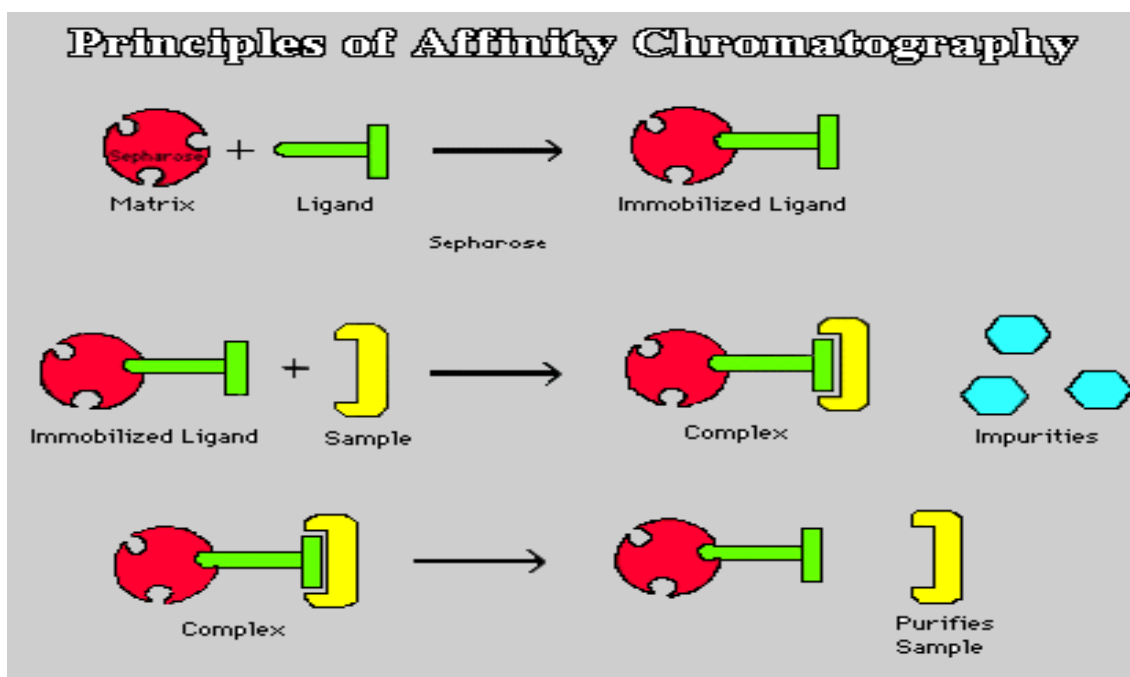 Principles of Affinity Chromatography
Sepharose
+
Matrix
Ligand
Immobilized Ligand
Sepharose
+
Immobilized Ligand
Sample
Complex
Impurities
Complex
Purifies
Sample